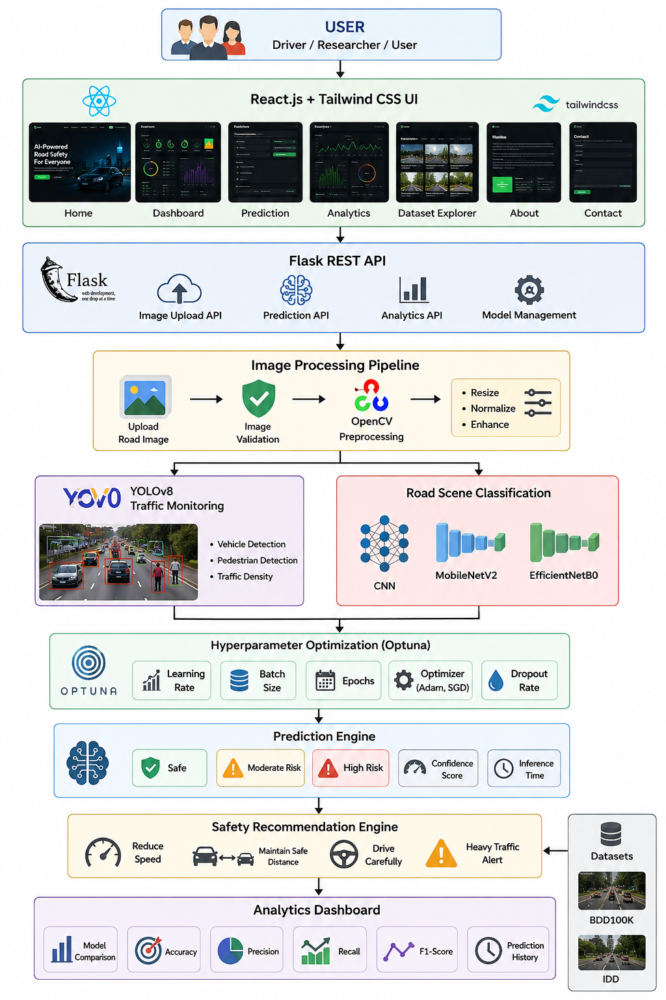 USER
Driver / Researcher / User
React.js + Tailwind CSS UI
tailwindcss
AI-Powered
Road Safety
For Everyone
Contact
Home
Dashboard
Prediction
Analytics
Dataset Explorer
About
Contact
Flask REST API
Flask
web development,
one drop at a time
Image Upload API
Prediction API
Analytics API
Model Management
Image Processing Pipeline
Upload
Road Image
Image
Validation
OpenCV
Preprocessing
• Resize
• Normalize
• Enhance
YOLOv8
Traffic Monitoring
• Vehicle Detection
• Pedestrian Detection
• Traffic Density
Road Scene Classification
CNN
MobileNetV2
EfficientNetB0
Hyperparameter Optimization (Optuna)
OPTUNA
Learning
Rate
Batch
Size
Epochs
Optimizer
(Adam, SGD)
Dropout
Rate
Prediction Engine
Safe
Moderate Risk
High Risk
Confidence
Score
Inference
Time
Safety Recommendation Engine
Reduce
Speed
Maintain Safe
Distance
Drive
Carefully
Heavy Traffic
Alert
Datasets
BDD100K
IDD
Analytics Dashboard
Model
Comparison
Accuracy
Precision
Recall
F1-Score
Prediction
History